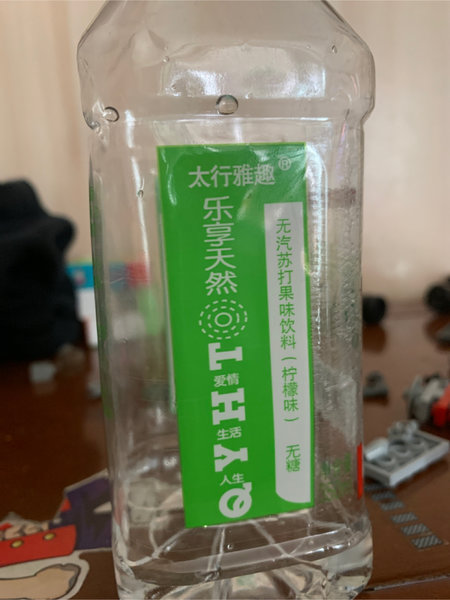 太行雅趣®
乐享天然
T
爱情
H
生活
Y
人生
Q
无汽苏打果味饮料（柠檬味） 无糖